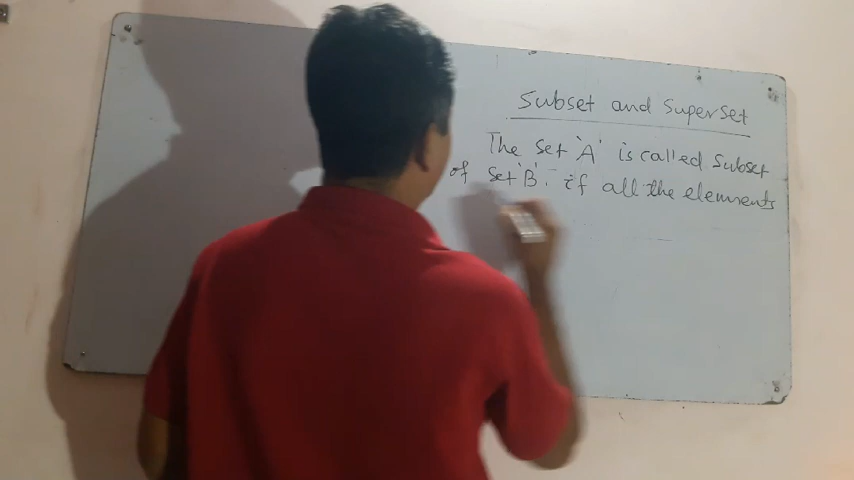 Subset and Superset
The set 'A' is called Subset
of set 'B'. if all the elements